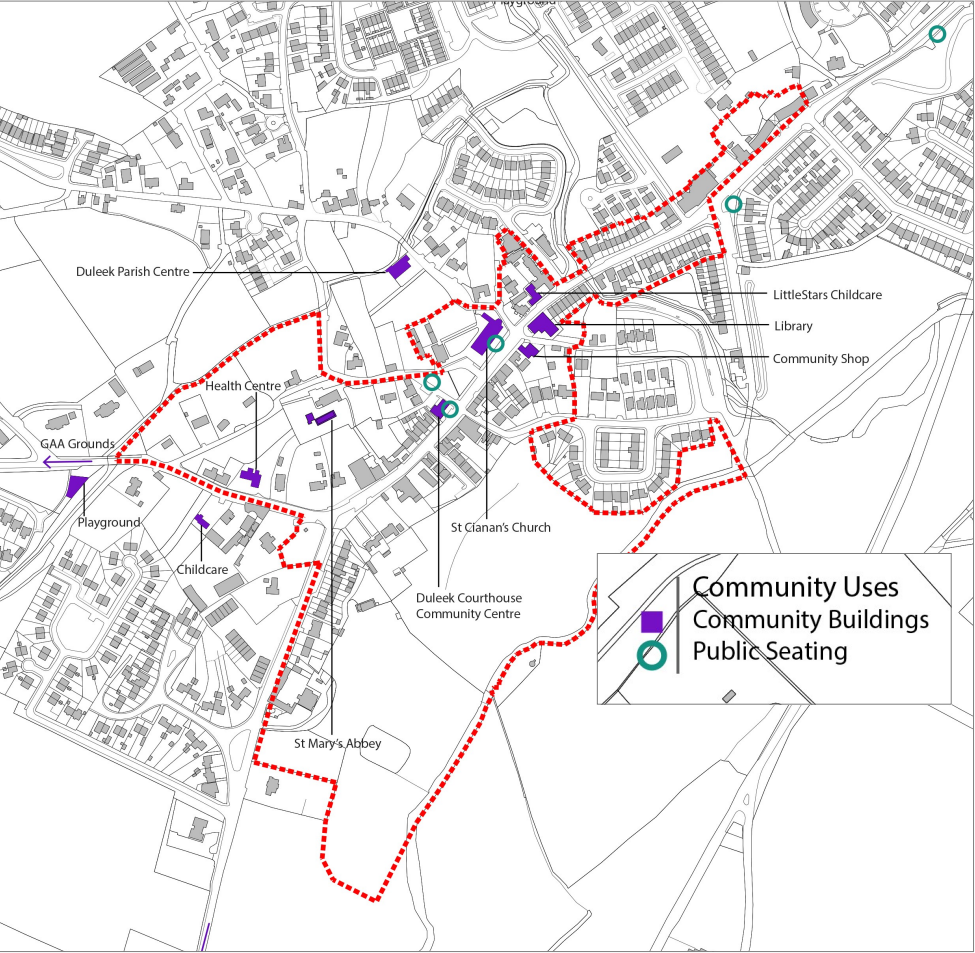 Playground
Duleek Parish Centre
LittleStars Childcare
Library
Community Shop
Health Centre
GAA Grounds
Playground
St Cianan's Church
Childcare
Duleek Courthouse
Community Centre
St Mary's Abbey
Community Uses
Community Buildings
Public Seating